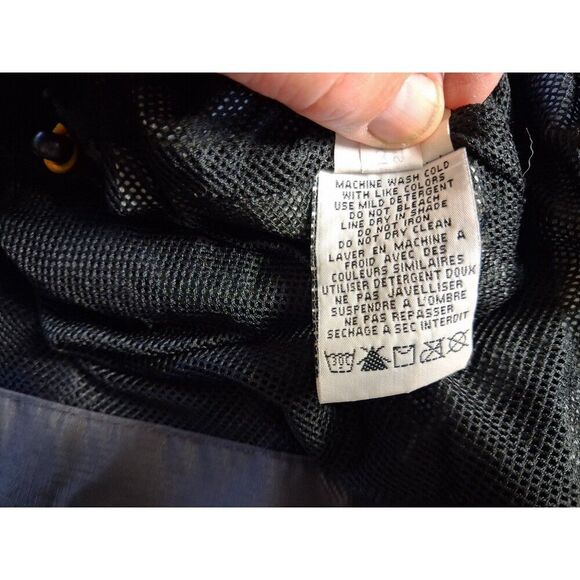 MACHINE WASH COLD
WITH LIKE COLORS
USE MILD DETERGENT
DO NOT BLEACH
LINE DRY IN SHADE
DO NOT IRON
DO NOT DRY CLEAN
LAVER EN MACHINE A
FROID AVEC DES
COULEURS SIMILAIRES
UTILISER DETERGENT DOUX
NE PAS JAVELLISER
SUSPENDRE A L'OMBRE
NE PAS REPASSER
SECHAGE A SEC INTERDIT
30